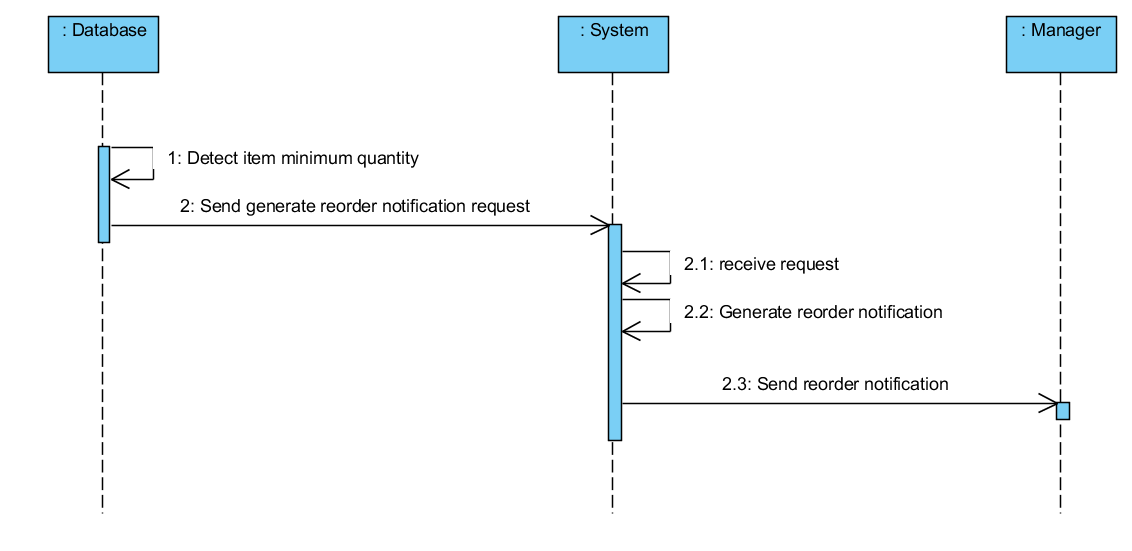 : Database
: System
: Manager
1: Detect item minimum quantity
2: Send generate reorder notification request
2.1: receive request
2.2: Generate reorder notification
2.3: Send reorder notification